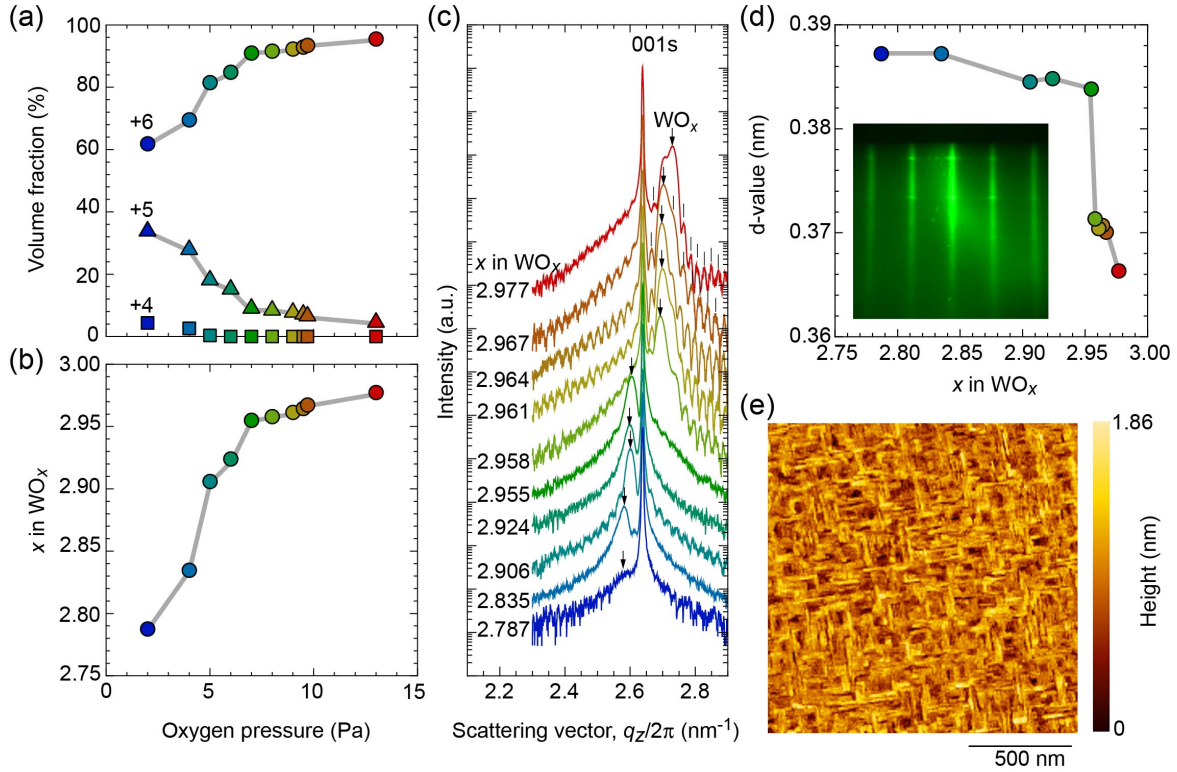 (a)
100
80
60
40
20
0
Volume fraction (%)
+6
+5
+4
(b)
3.00
2.95
2.90
2.85
2.80
2.75
x in WOx
0 5 10 15
Oxygen pressure (Pa)
(c)
001s
WOx
x in WOx
2.977
2.967
2.964
2.961
2.958
2.955
2.924
2.906
2.835
2.787
Intensity (a.u.)
2.2 2.4 2.6 2.8
Scattering vector, qz/2π (nm⁻¹)
(d)
0.39
0.38
0.37
0.36
d-value (nm)
2.75 2.80 2.85 2.90 2.95 3.00
x in WOx
(e)
1.86
0
Height (nm)
500 nm